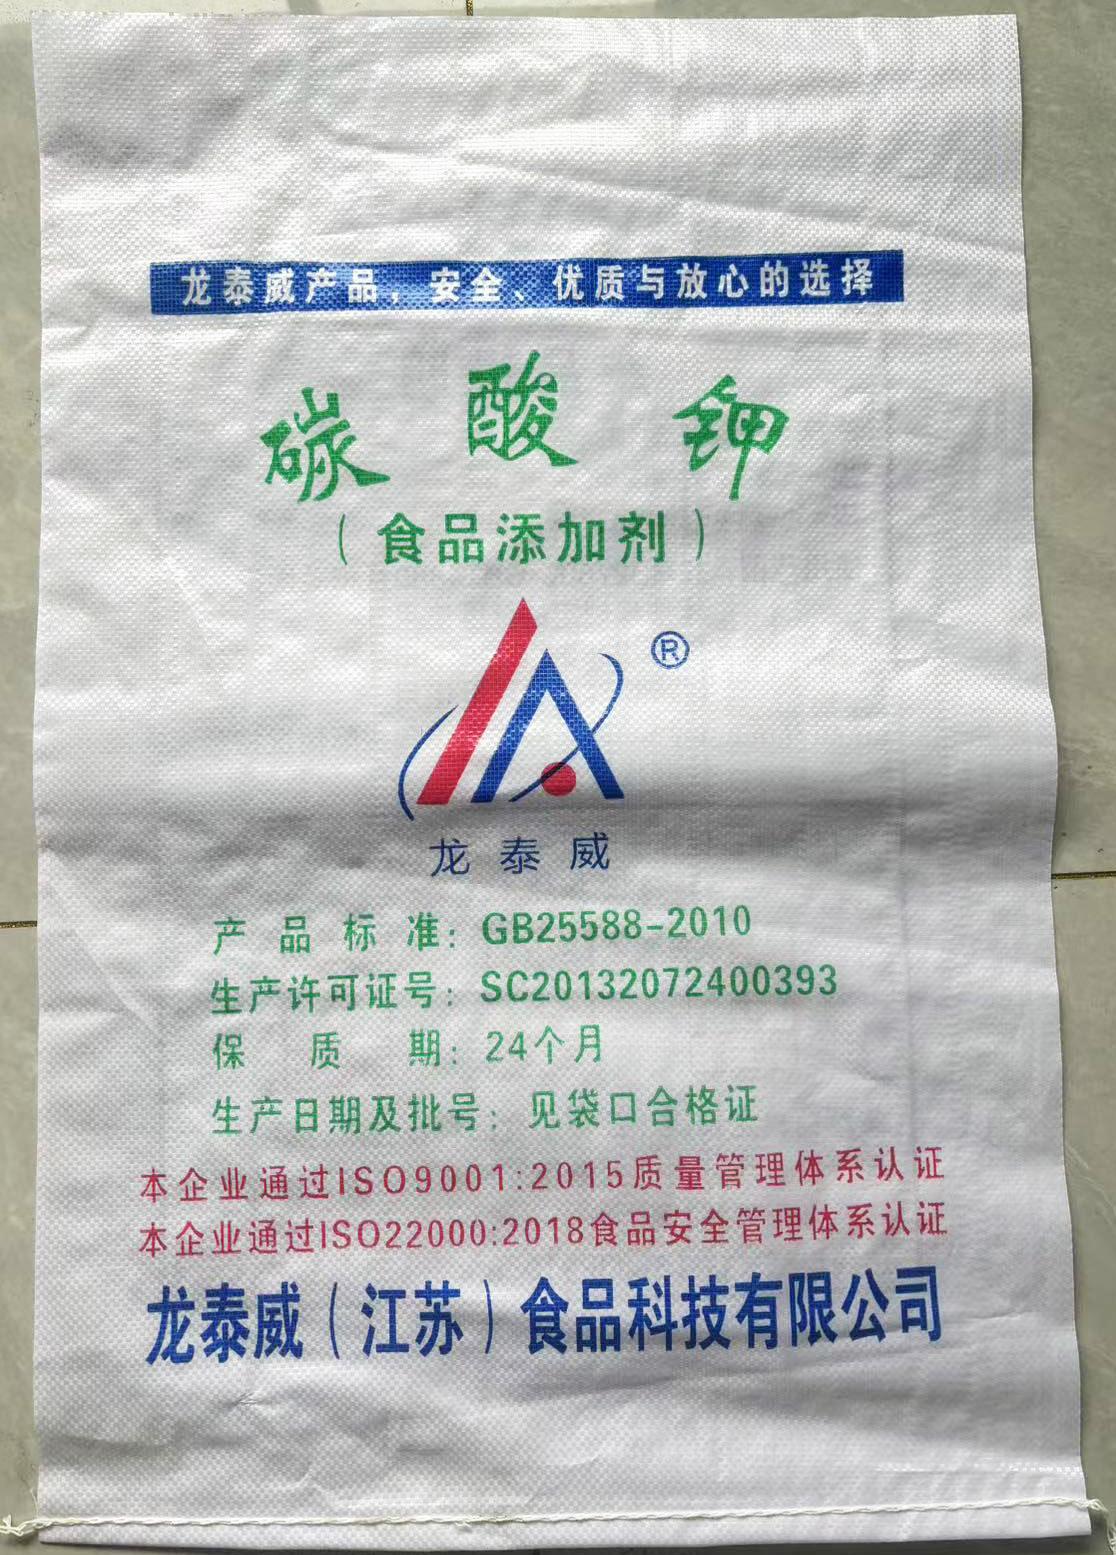 龙泰威产品，安全、优质与放心的选择
碳酸钾
（食品添加剂）
®
龙泰威
产品标准：GB25588-2010
生产许可证号：SC20132072400393
保质期：24个月
生产日期及批号：见袋口合格证
本企业通过ISO9001:2015质量管理体系认证
本企业通过ISO22000:2018食品安全管理体系认证
龙泰威（江苏）食品科技有限公司